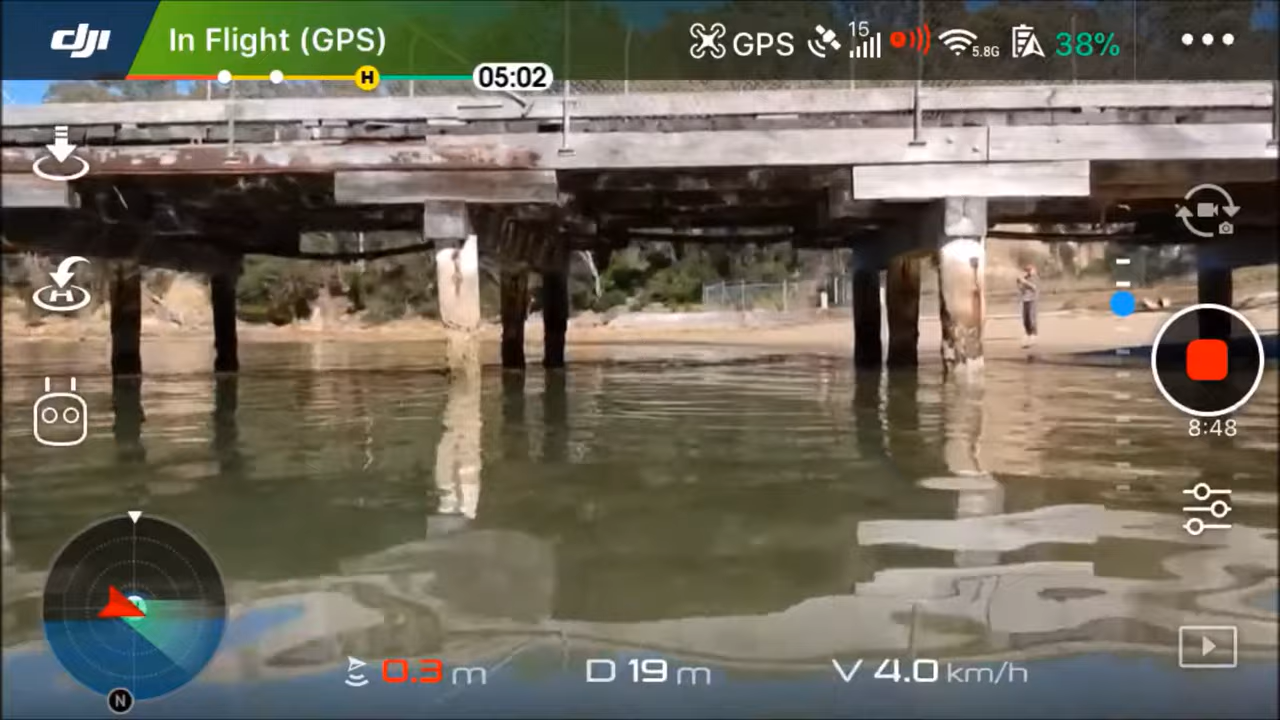 dji In Flight (GPS) GPS 15 5.8G 38%
H 05:02
H
8:48
N
0.3 m D 19 m V 4.0 km/h